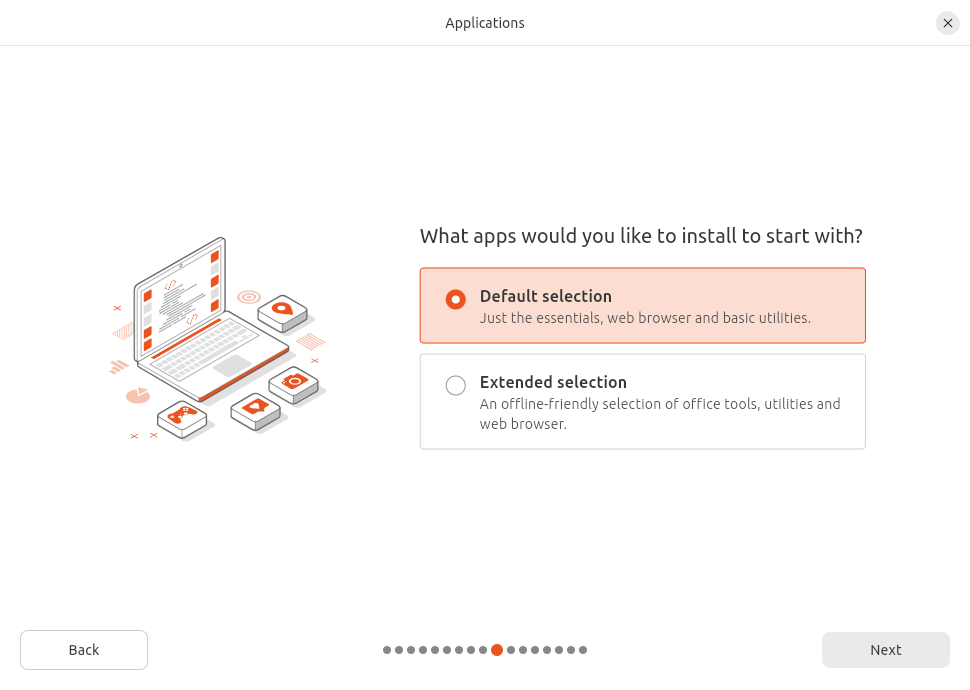 Applications
What apps would you like to install to start with?
Default selection
Just the essentials, web browser and basic utilities.
Extended selection
An offline-friendly selection of office tools, utilities and
web browser.
Back
Next